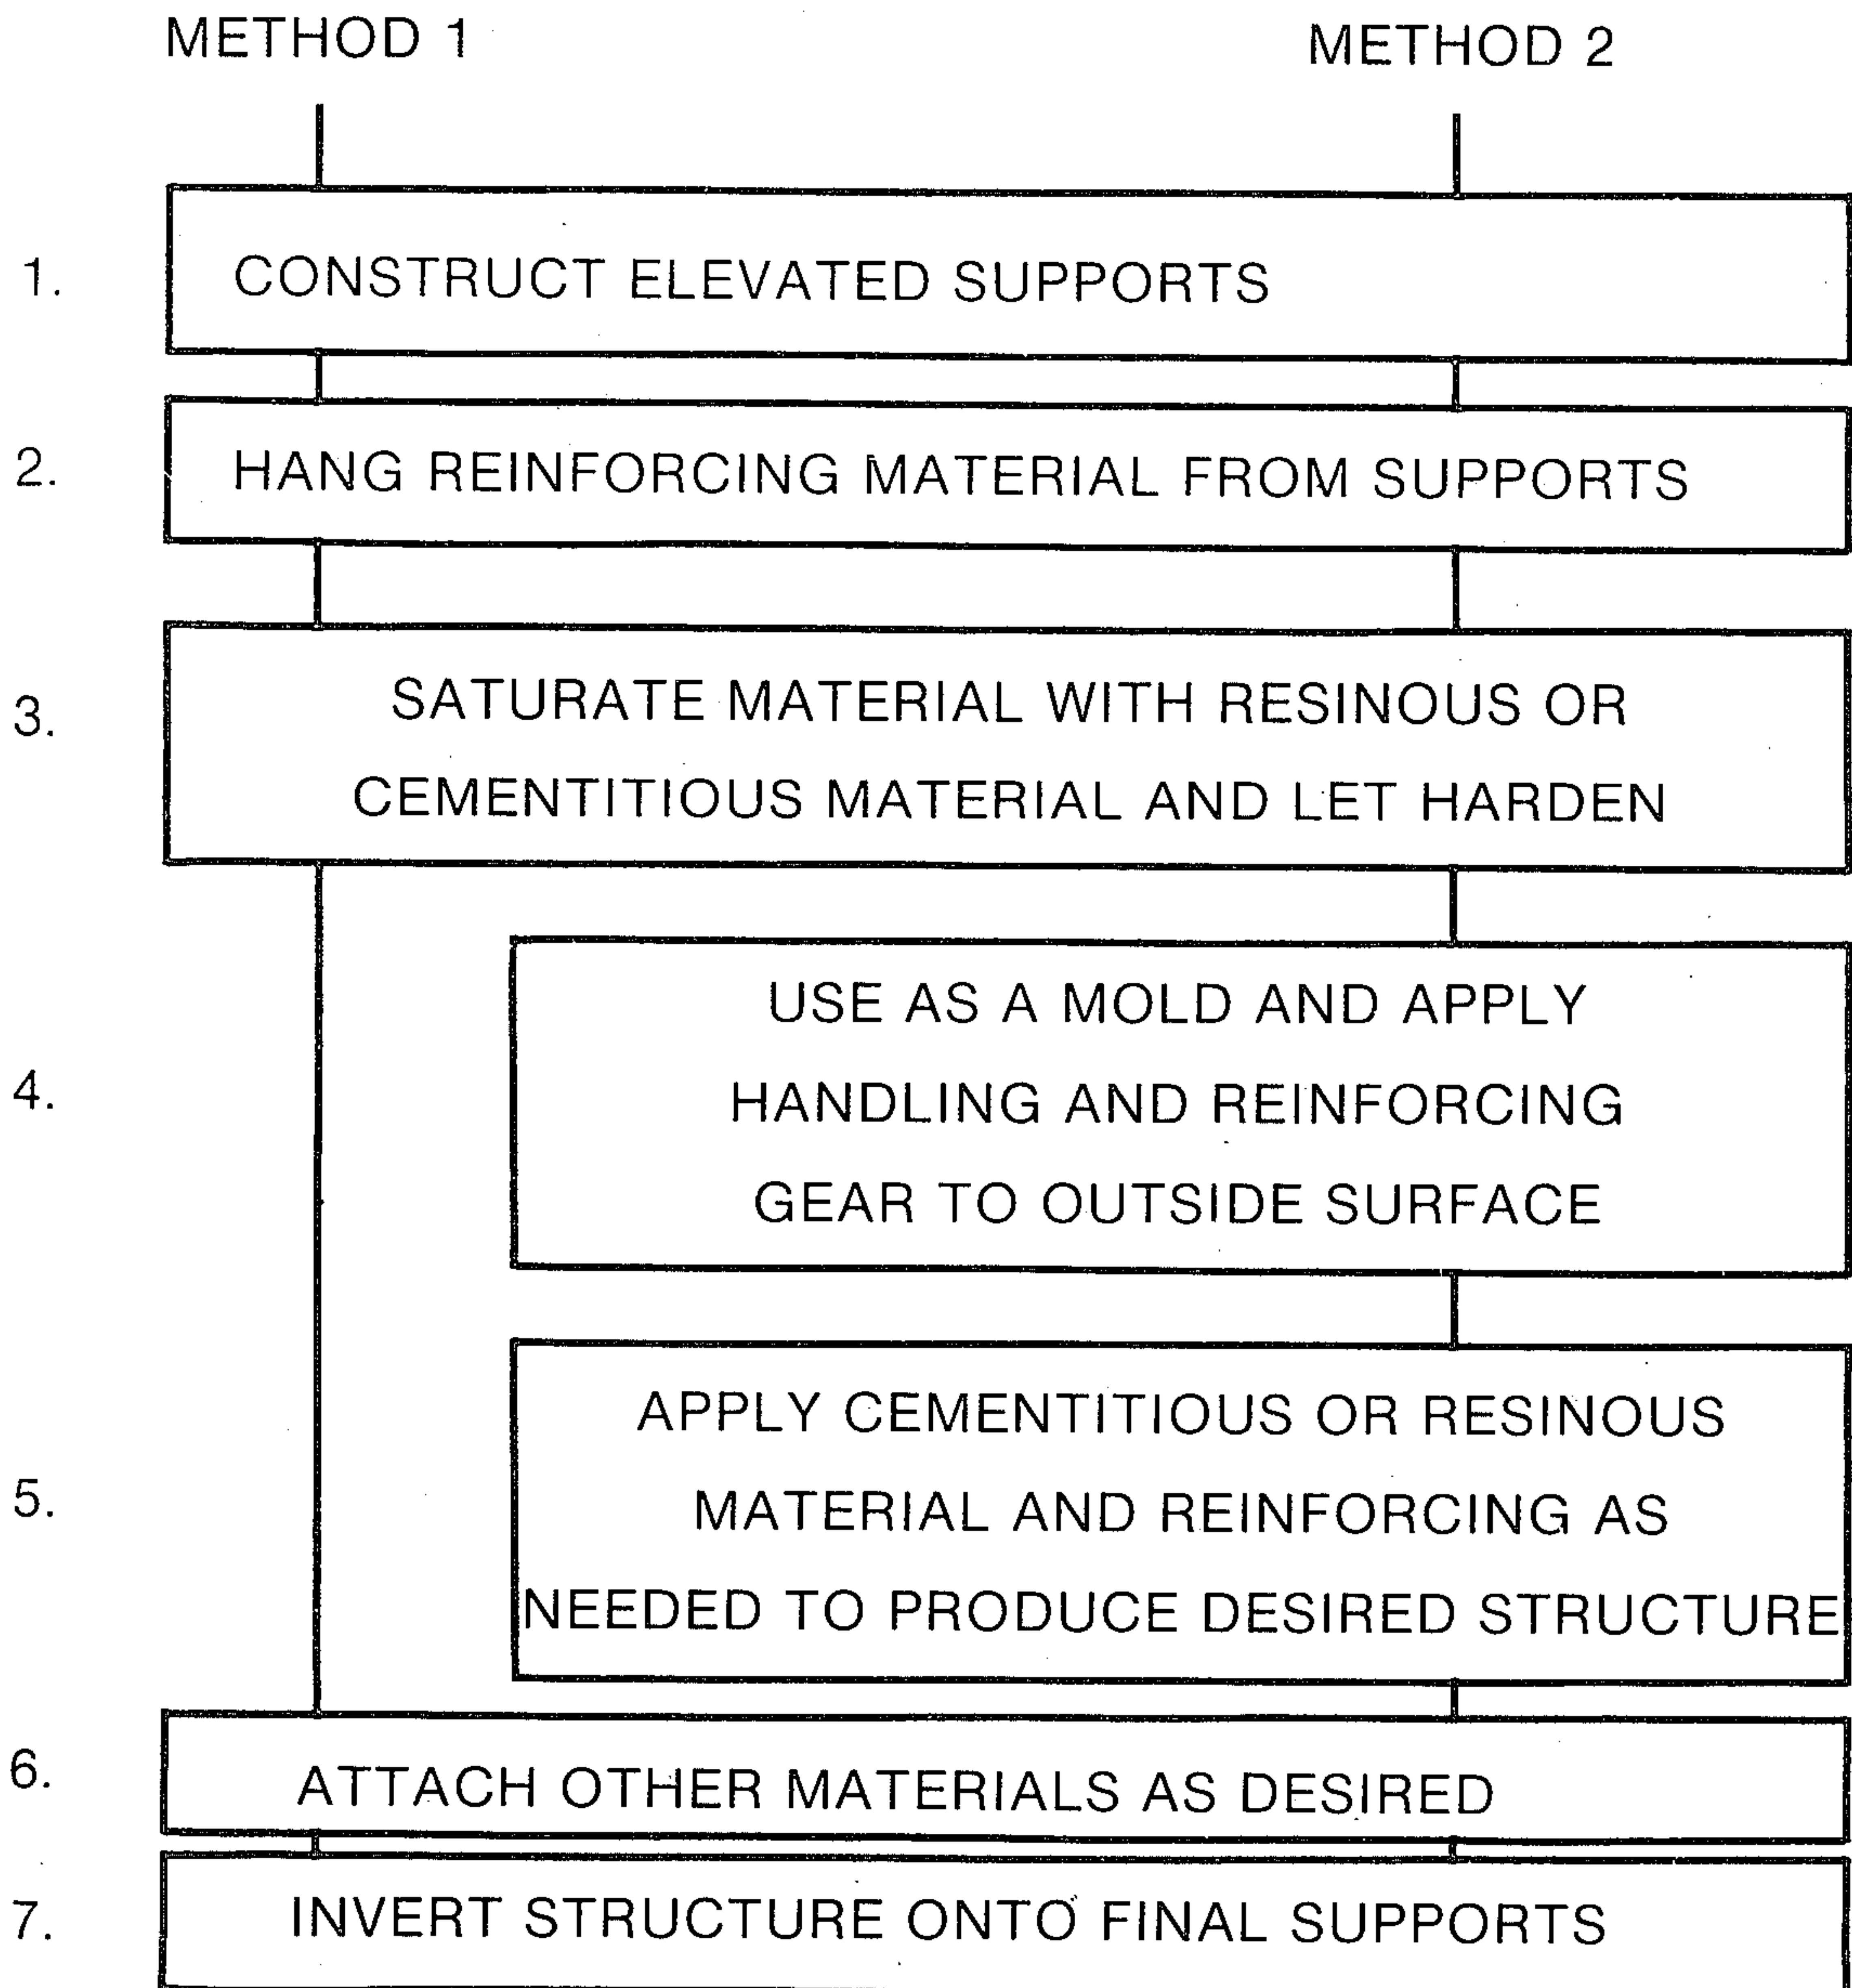 METHOD 1 METHOD 2
1. CONSTRUCT ELEVATED SUPPORTS
2. HANG REINFORCING MATERIAL FROM SUPPORTS
3. SATURATE MATERIAL WITH RESINOUS OR
CEMENTITIOUS MATERIAL AND LET HARDEN
USE AS A MOLD AND APPLY
4. HANDLING AND REINFORCING
GEAR TO OUTSIDE SURFACE
APPLY CEMENTITIOUS OR RESINOUS
5. MATERIAL AND REINFORCING AS
NEEDED TO PRODUCE DESIRED STRUCTURE
6. ATTACH OTHER MATERIALS AS DESIRED
7. INVERT STRUCTURE ONTO FINAL SUPPORTS